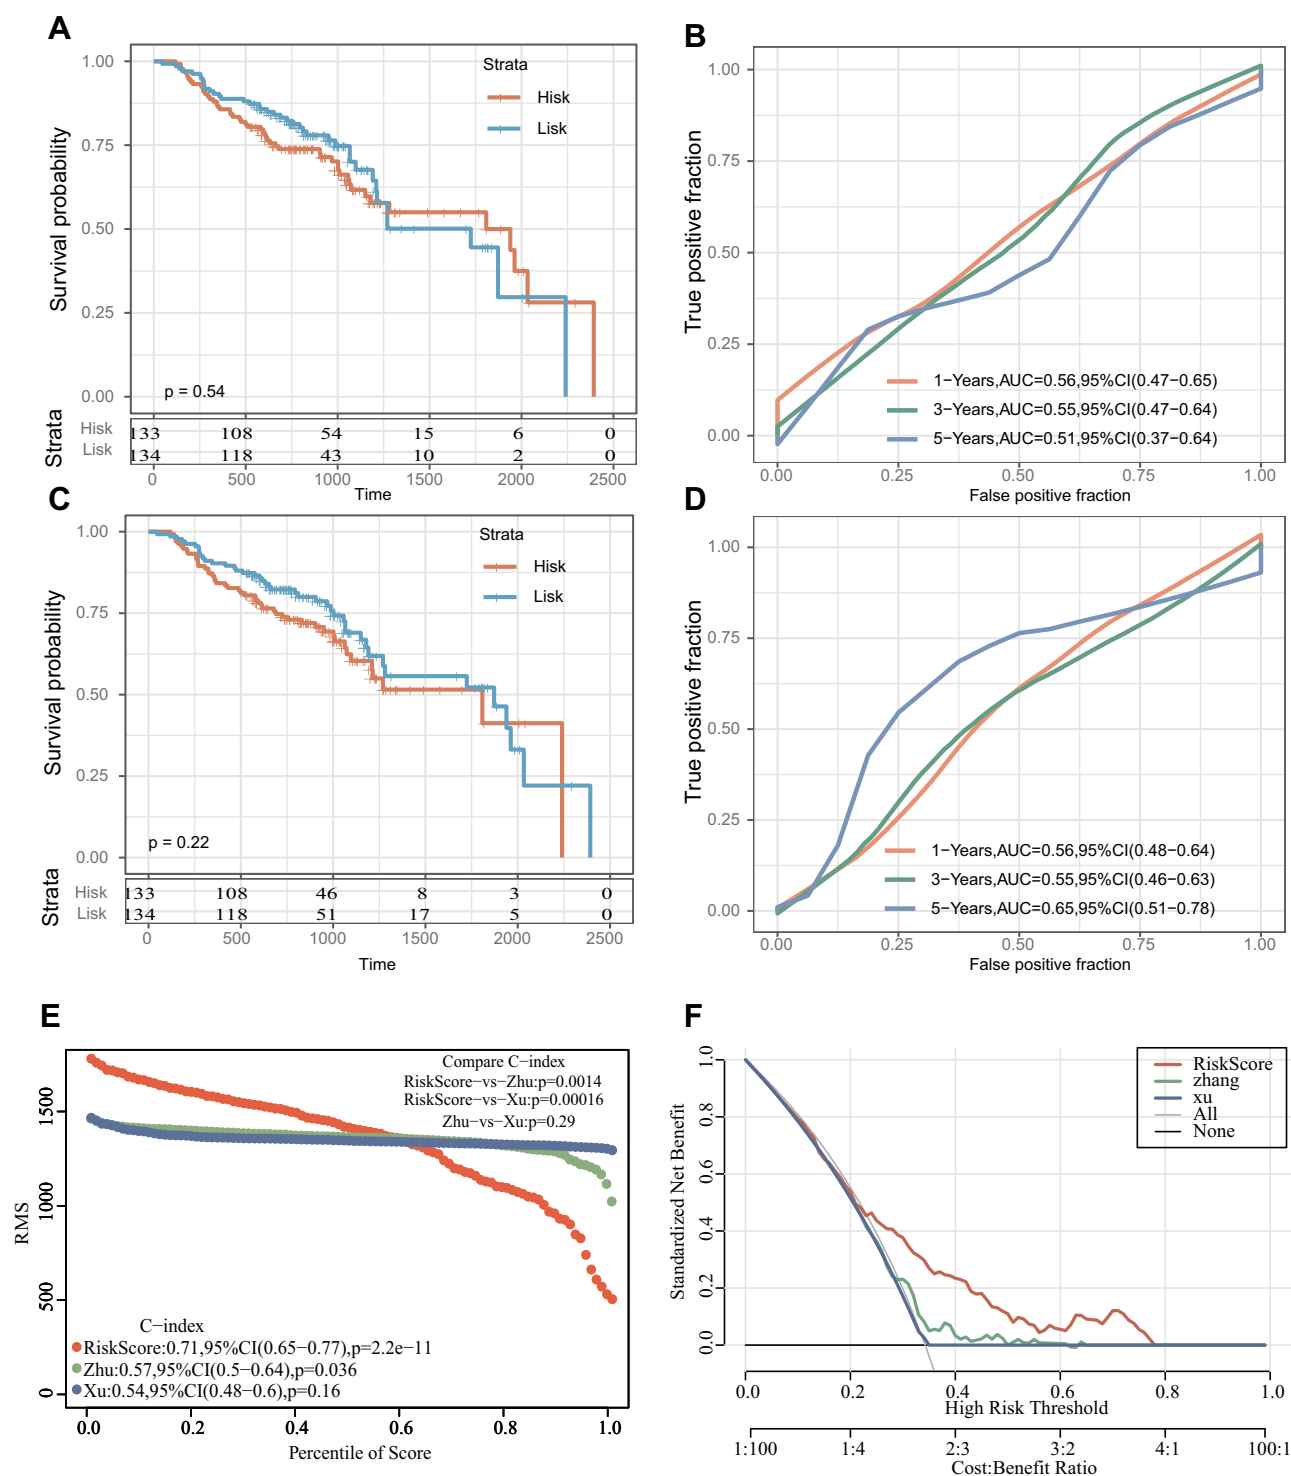 A
Strata
Hisk
Lisk
Survival probability
1.00
0.75
0.50
0.25
0.00
p = 0.54
Strata
Hisk
Lisk
133 108 54 15 6 0
134 118 43 10 2 0
0 500 1000 1500 2000 2500
Time
B
True positive fraction
1.00
0.75
0.50
0.25
0.00
1−Years,AUC=0.56,95%CI(0.47−0.65)
3−Years,AUC=0.55,95%CI(0.47−0.64)
5−Years,AUC=0.51,95%CI(0.37−0.64)
0.00 0.25 0.50 0.75 1.00
False positive fraction
C
Strata
Hisk
Lisk
Survival probability
1.00
0.75
0.50
0.25
0.00
p = 0.22
Strata
Hisk
Lisk
133 108 46 8 3 0
134 118 51 17 5 0
0 500 1000 1500 2000 2500
Time
D
True positive fraction
1.00
0.75
0.50
0.25
0.00
1−Years,AUC=0.56,95%CI(0.48−0.64)
3−Years,AUC=0.55,95%CI(0.46−0.63)
5−Years,AUC=0.65,95%CI(0.51−0.78)
0.00 0.25 0.50 0.75 1.00
False positive fraction
E
Compare C−index
RiskScore−vs−Zhu:p=0.0014
RiskScore−vs−Xu:p=0.00016
Zhu−vs−Xu:p=0.29
RMS
1500
1000
500
0
C−index
RiskScore:0.71,95%CI(0.65−0.77),p=2.2e−11
Zhu:0.57,95%CI(0.5−0.64),p=0.036
Xu:0.54,95%CI(0.48−0.6),p=0.16
0.0 0.2 0.4 0.6 0.8 1.0
Percentile of Score
F
RiskScore
zhang
xu
All
None
Standardized Net Benefit
1.0
0.8
0.6
0.4
0.2
0.0
0.0 0.2 0.4 0.6 0.8 1.0
High Risk Threshold
1:100 1:4 2:3 3:2 4:1 100:1
Cost:Benefit Ratio